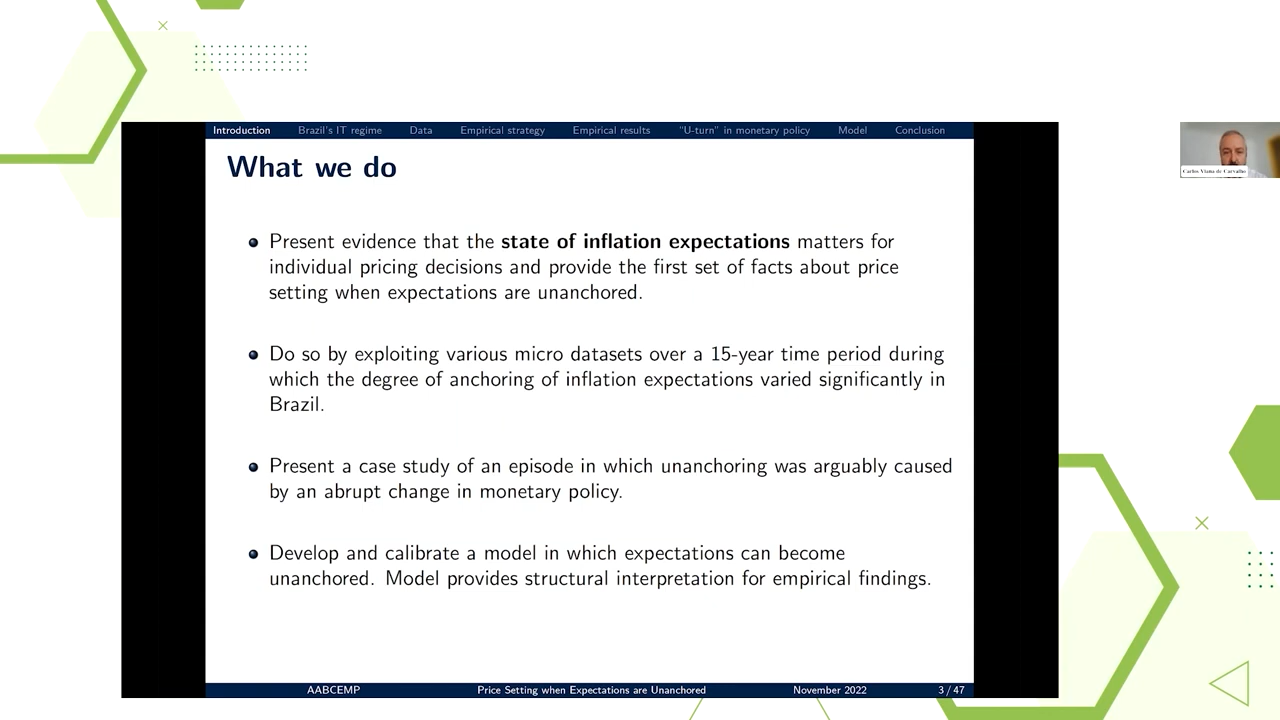 Introduction Brazil's IT regime Data Empirical strategy Empirical results "U-turn" in monetary policy Model Conclusion
What we do
Present evidence that the state of inflation expectations matters for
individual pricing decisions and provide the first set of facts about price
setting when expectations are unanchored.
Do so by exploiting various micro datasets over a 15-year time period during
which the degree of anchoring of inflation expectations varied significantly in
Brazil.
Present a case study of an episode in which unanchoring was arguably caused
by an abrupt change in monetary policy.
Develop and calibrate a model in which expectations can become
unanchored. Model provides structural interpretation for empirical findings.
AABCEMP Price Setting when Expectations are Unanchored November 2022 3 / 47
Carlos Viana de Carvalho